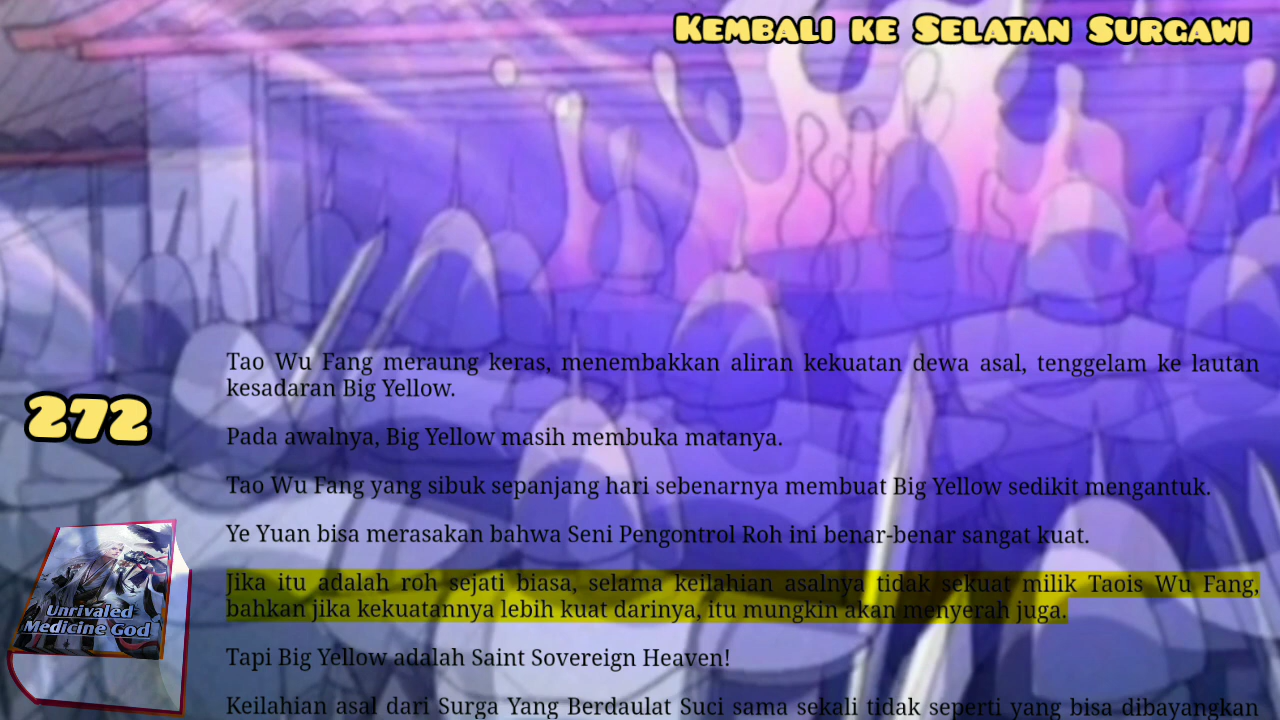 Kembali ke Selatan Surgawi
Tao Wu Fang meraung keras, menembakkan aliran kekuatan dewa asal, tenggelam ke lautan
kesadaran Big Yellow.
Pada awalnya, Big Yellow masih membuka matanya.
Tao Wu Fang yang sibuk sepanjang hari sebenarnya membuat Big Yellow sedikit mengantuk.
Ye Yuan bisa merasakan bahwa Seni Pengontrol Roh ini benar-benar sangat kuat.
Jika itu adalah roh sejati biasa, selama keilahian asalnya tidak sekuat milik Taois Wu Fang,
bahkan jika kekuatannya lebih kuat darinya, itu mungkin akan menyerah juga.
Tapi Big Yellow adalah Saint Sovereign Heaven!
Keilahian asal dari Surga Yang Berdaulat Suci sama sekali tidak seperti yang bisa dibayangkan
272
Unrivaled
Medicine God